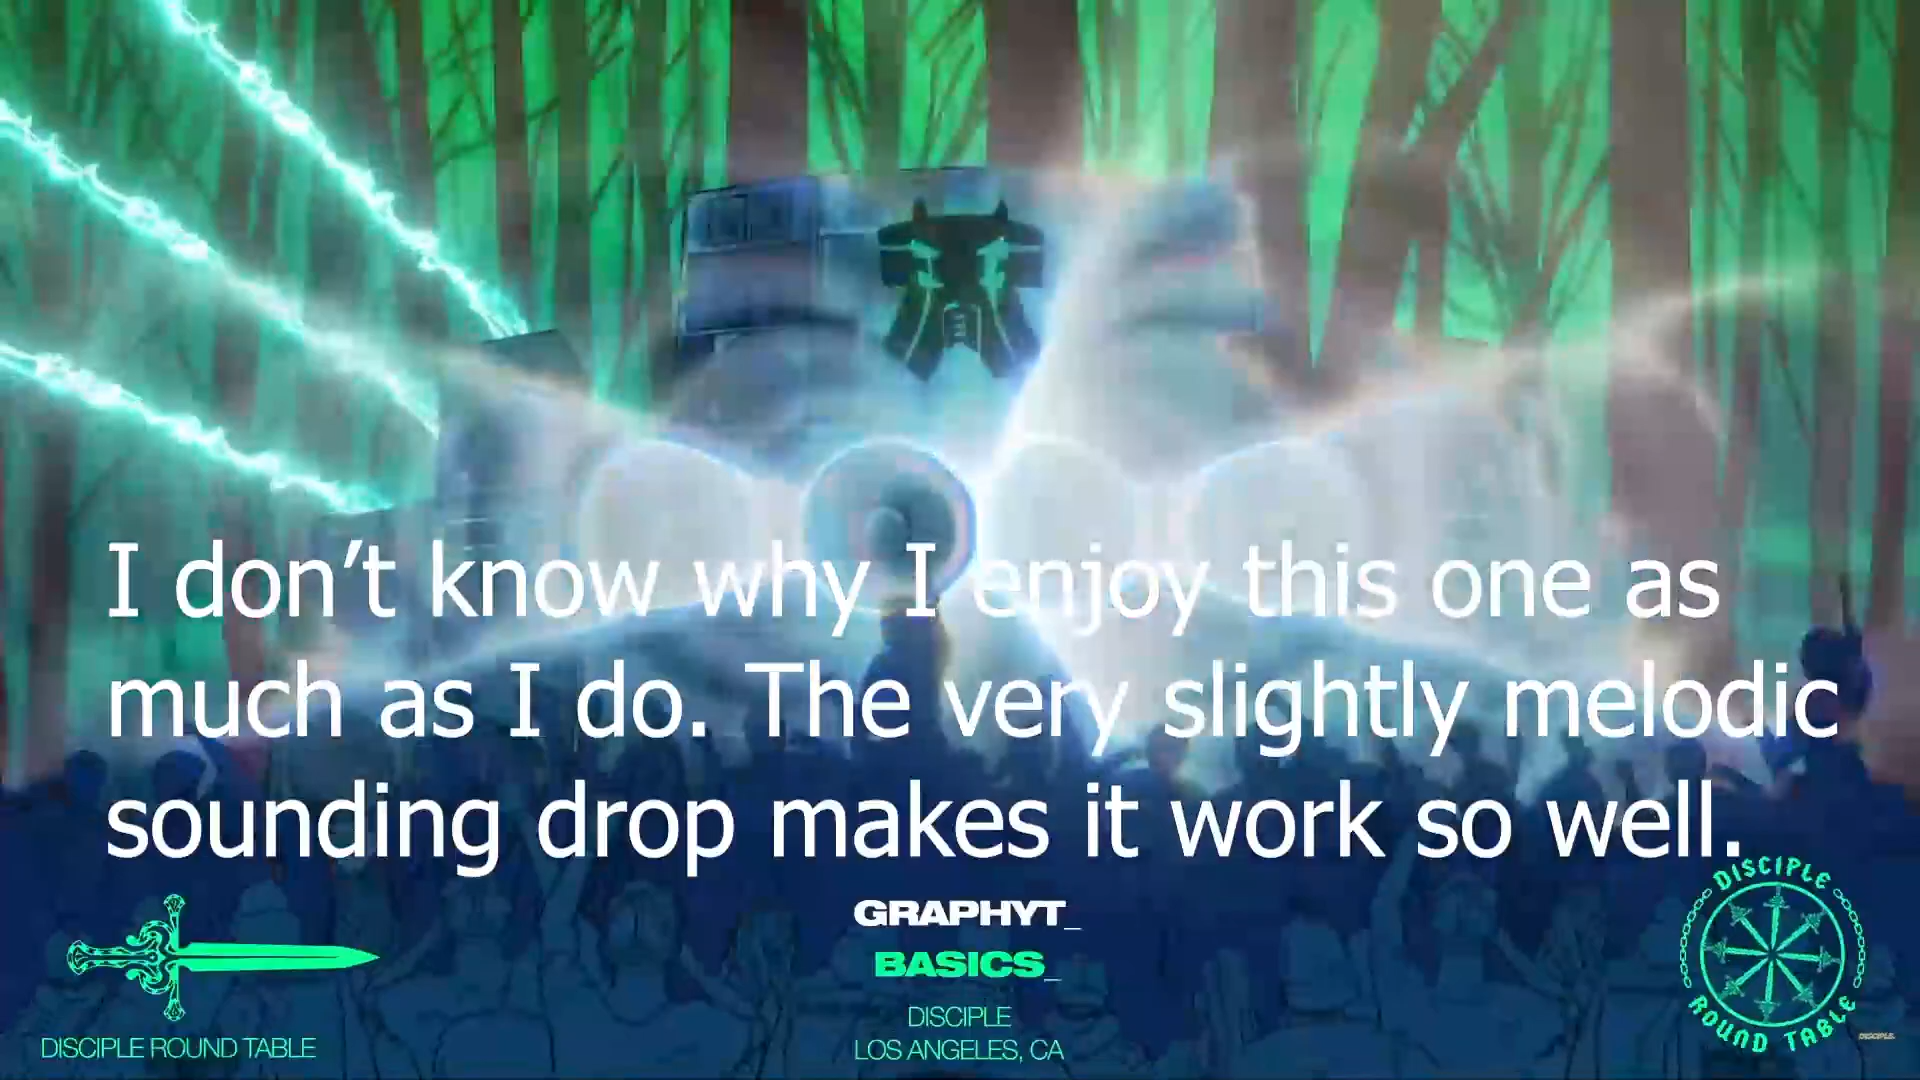 I don’t know why I enjoy this one as
much as I do. The very slightly melodic
sounding drop makes it work so well.
GRAPHYT_
BASICS_
DISCIPLE
LOS ANGELES, CA
DISCIPLE ROUND TABLE
DISCIPLE
ROUND TABLE
DISCIPLE.